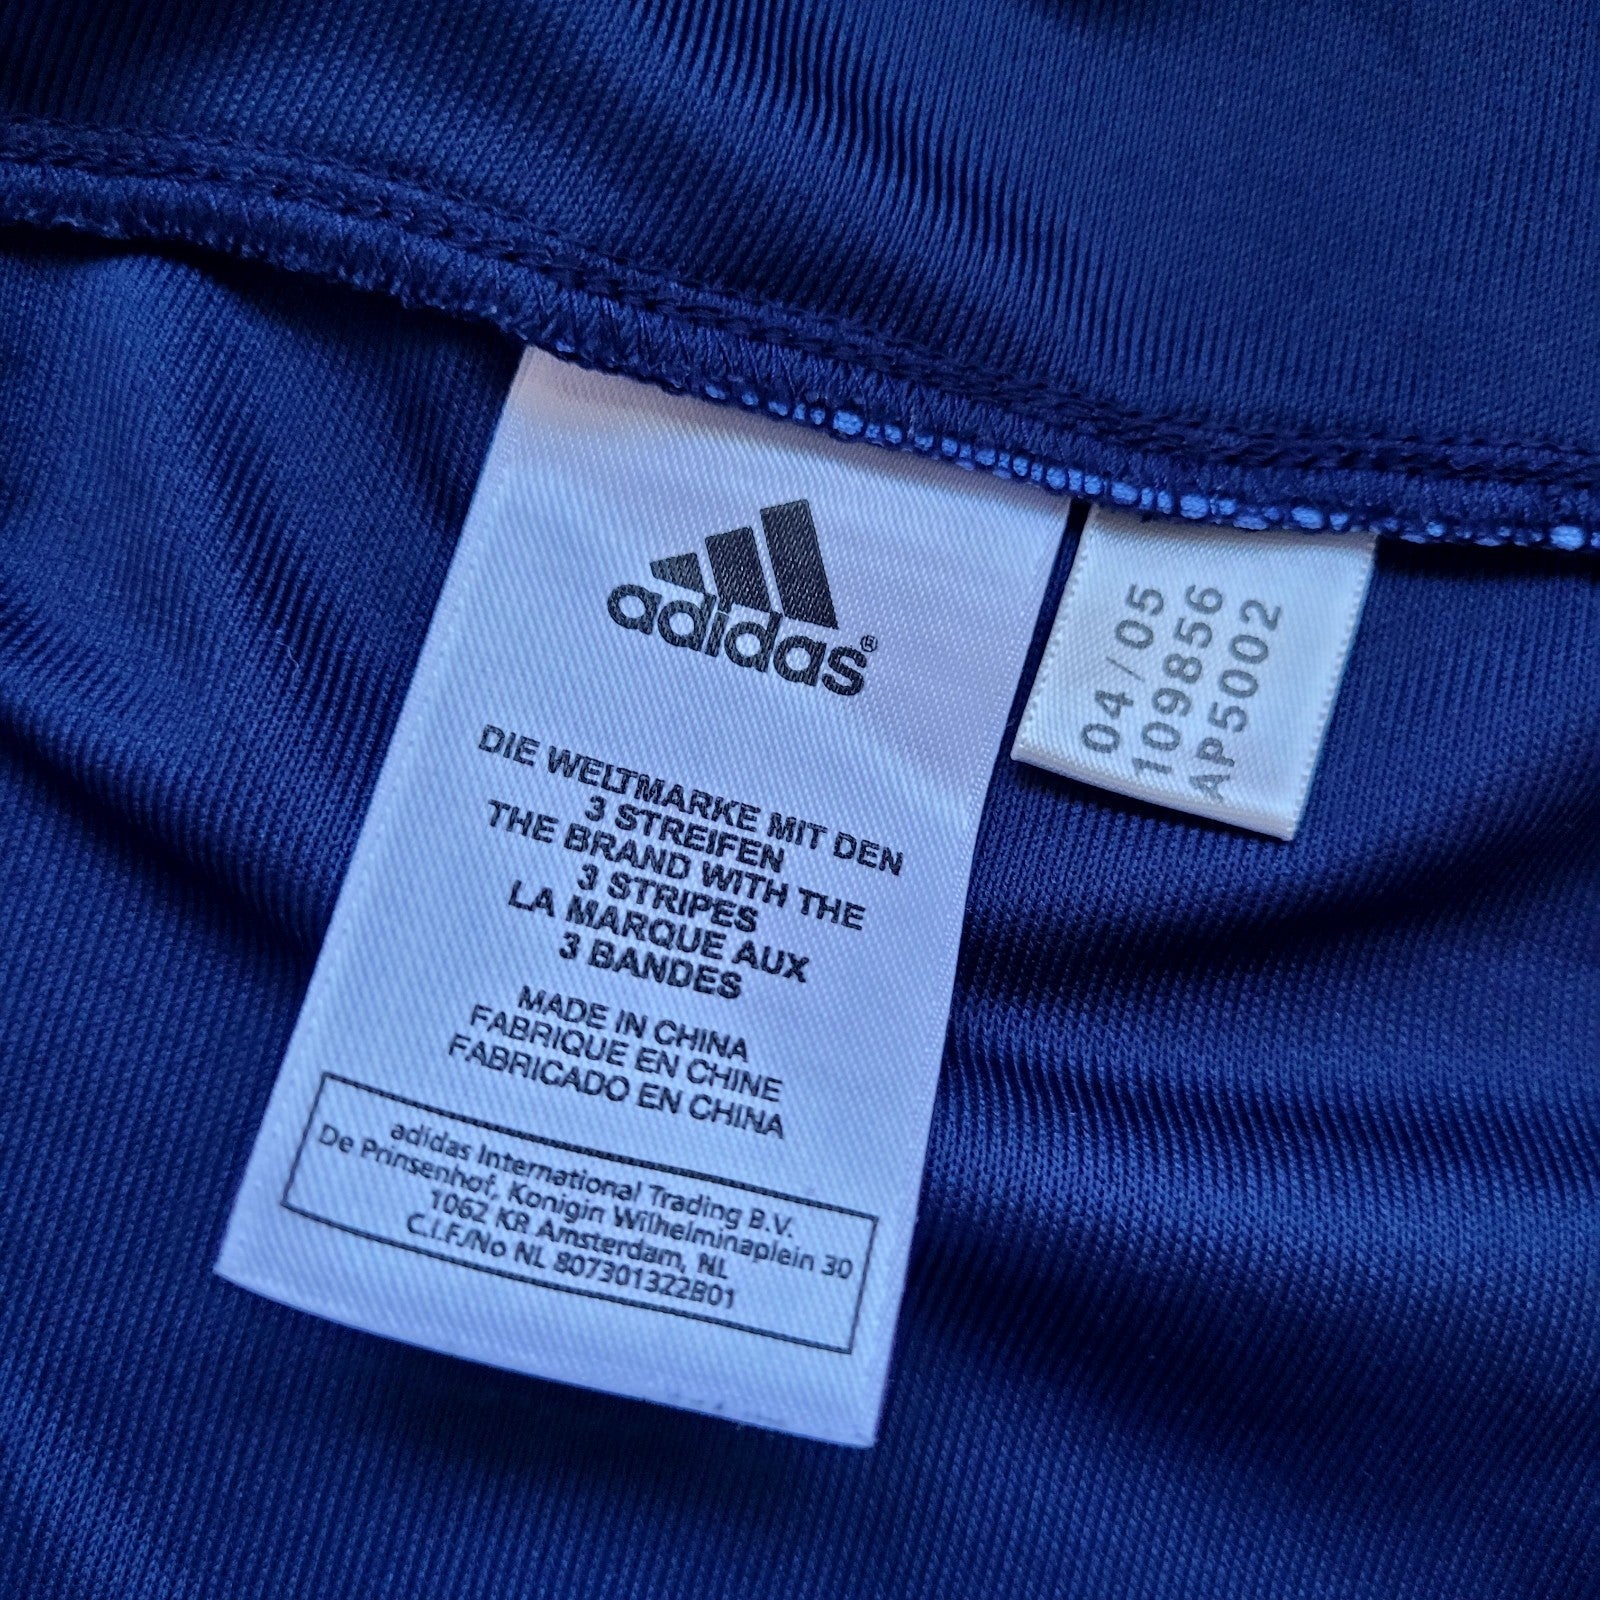 adidas®
DIE WELTMARKE MIT DEN
3 STREIFEN
THE BRAND WITH THE
3 STRIPES
LA MARQUE AUX
3 BANDES
MADE IN CHINA
FABRIQUE EN CHINE
FABRICADO EN CHINA
adidas International Trading B.V.
De Prinsenhof, Konigin Wilhelminaplein 30
1062 KR Amsterdam, NL
C.I.F./No NL 807301322B01
04/05
109856
AP5002